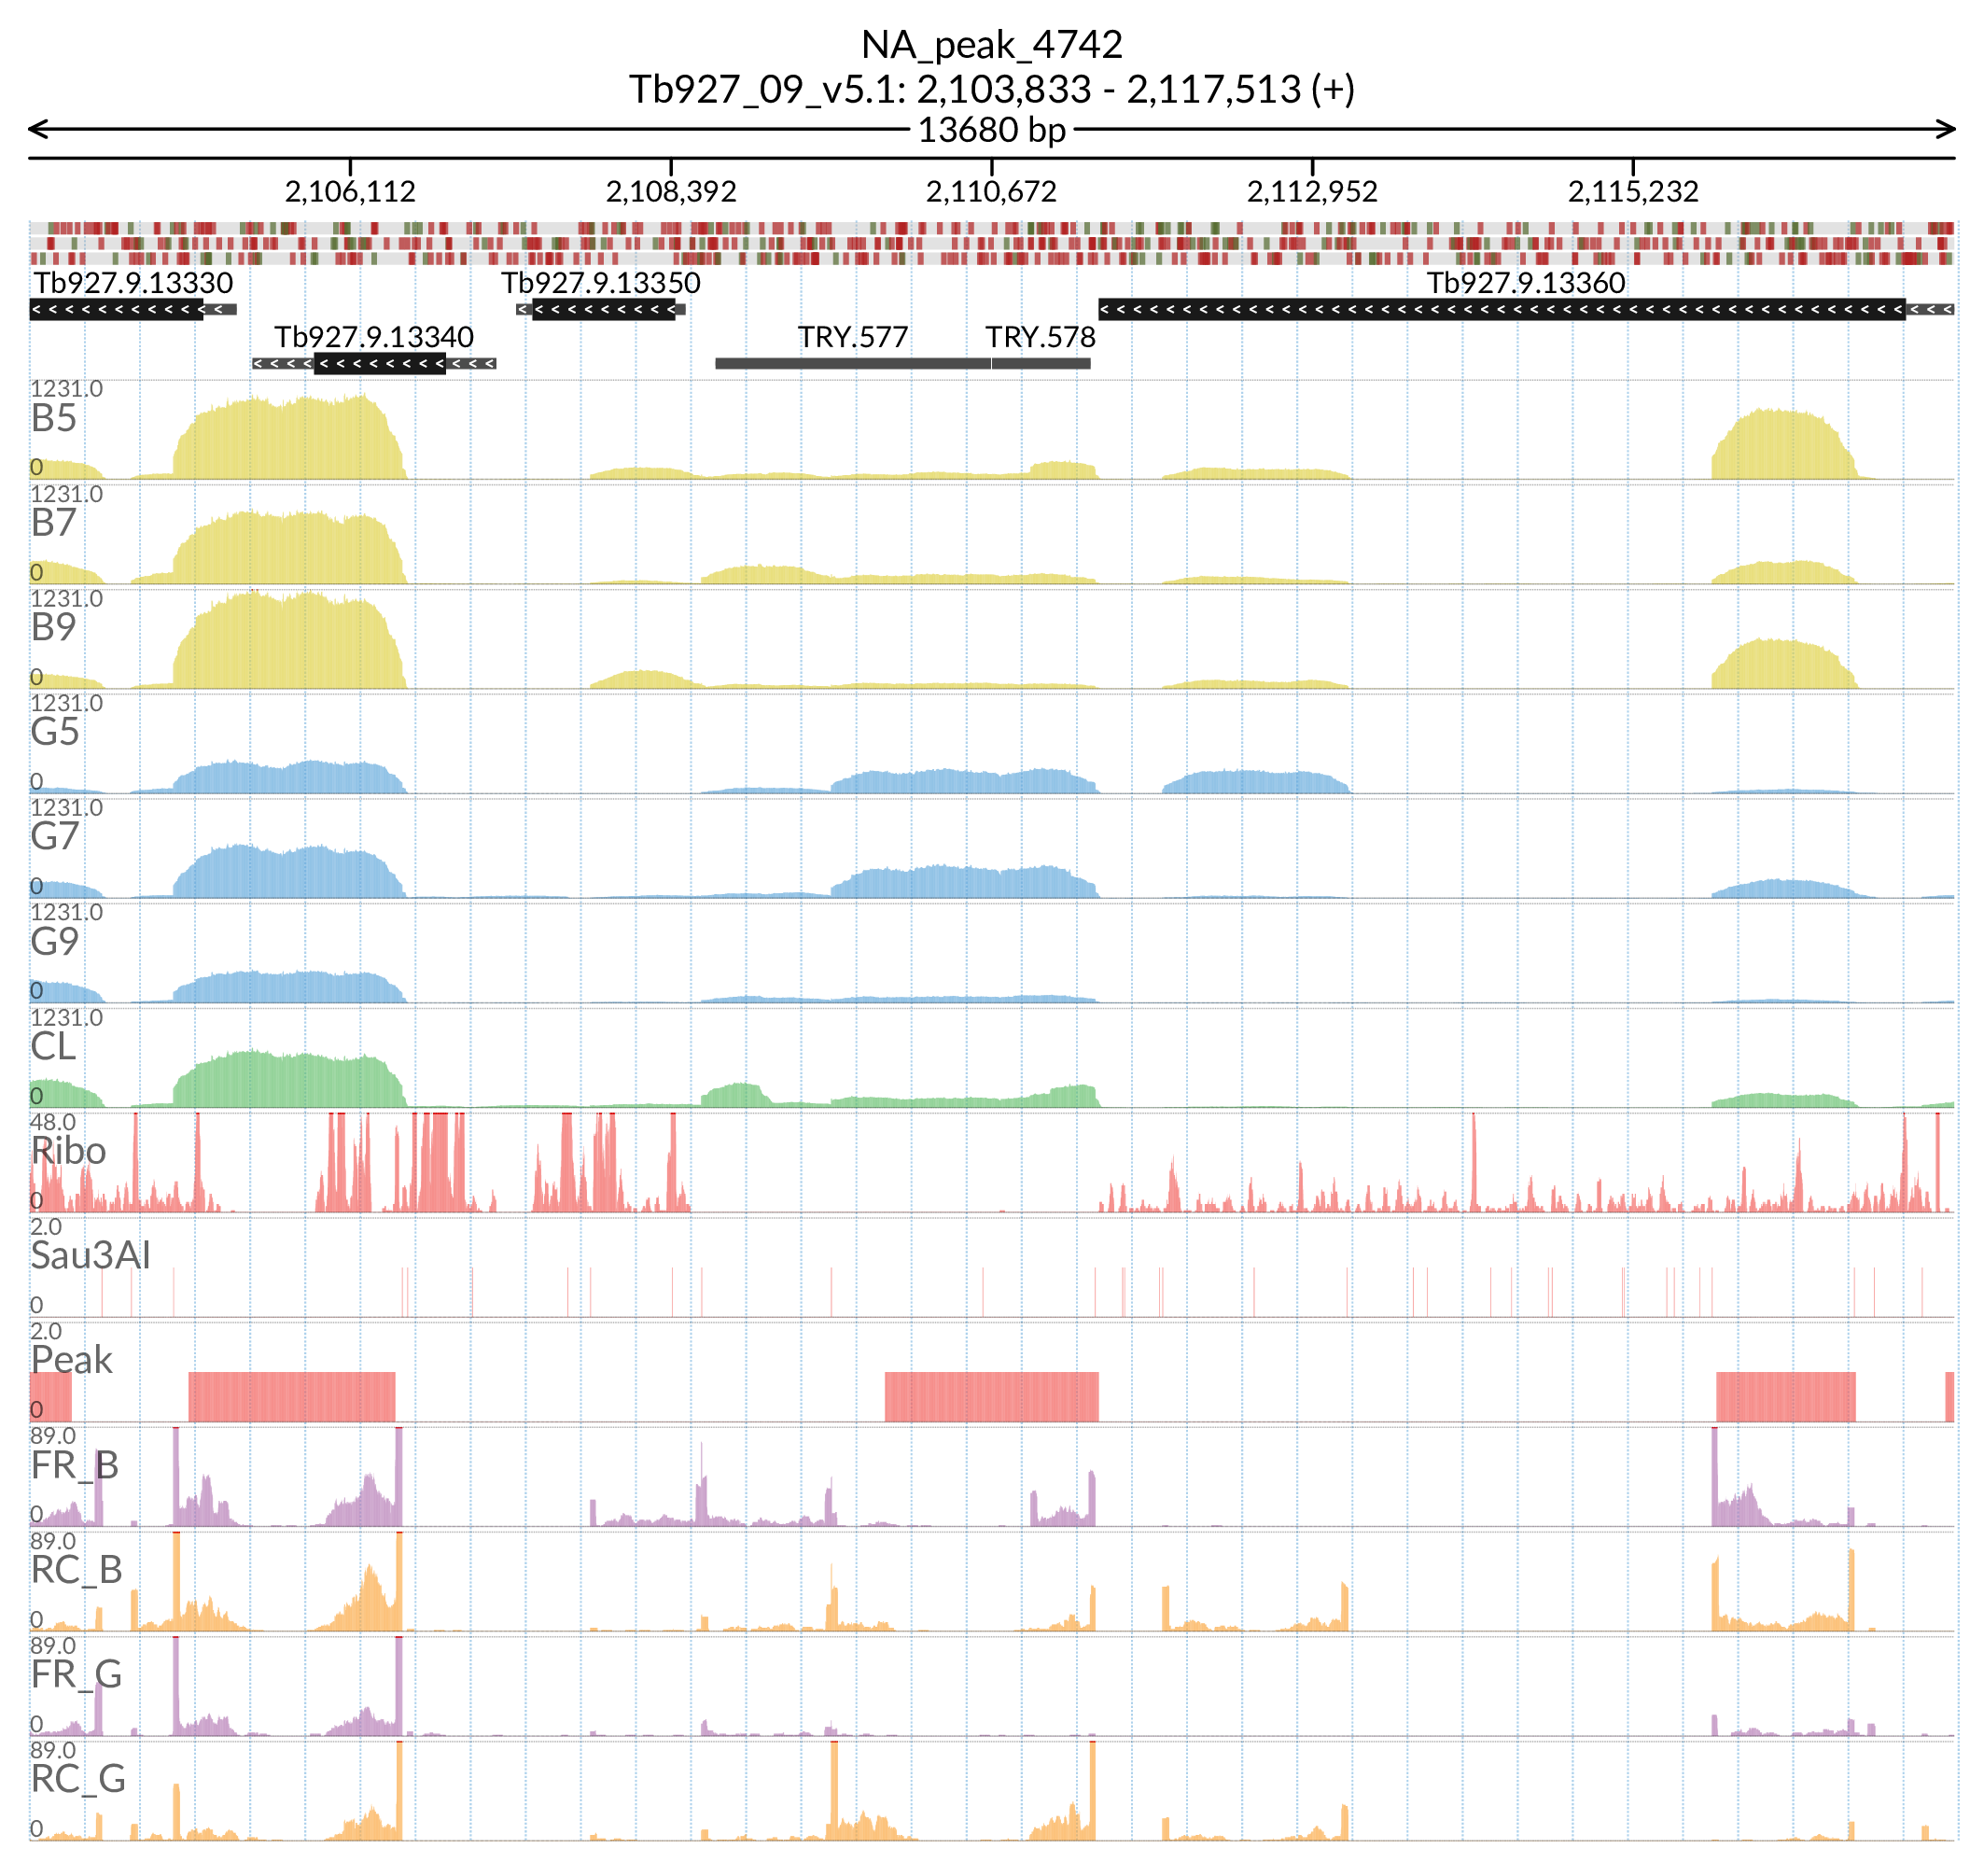 NA_peak_4742
Tb927_09_v5.1: 2,103,833 - 2,117,513 (+)
13680 bp
2,106,112 2,108,392 2,110,672 2,112,952 2,115,232
Tb927.9.13330 Tb927.9.13350 Tb927.9.13360
Tb927.9.13340 TRY.577 TRY.578
1231.0
B5
0
1231.0
B7
0
1231.0
B9
0
1231.0
G5
0
1231.0
G7
0
1231.0
G9
0
1231.0
CL
0
48.0
Ribo
0
2.0
Sau3AI
0
2.0
Peak
0
89.0
FR_B
0
89.0
RC_B
0
89.0
FR_G
0
89.0
RC_G
0